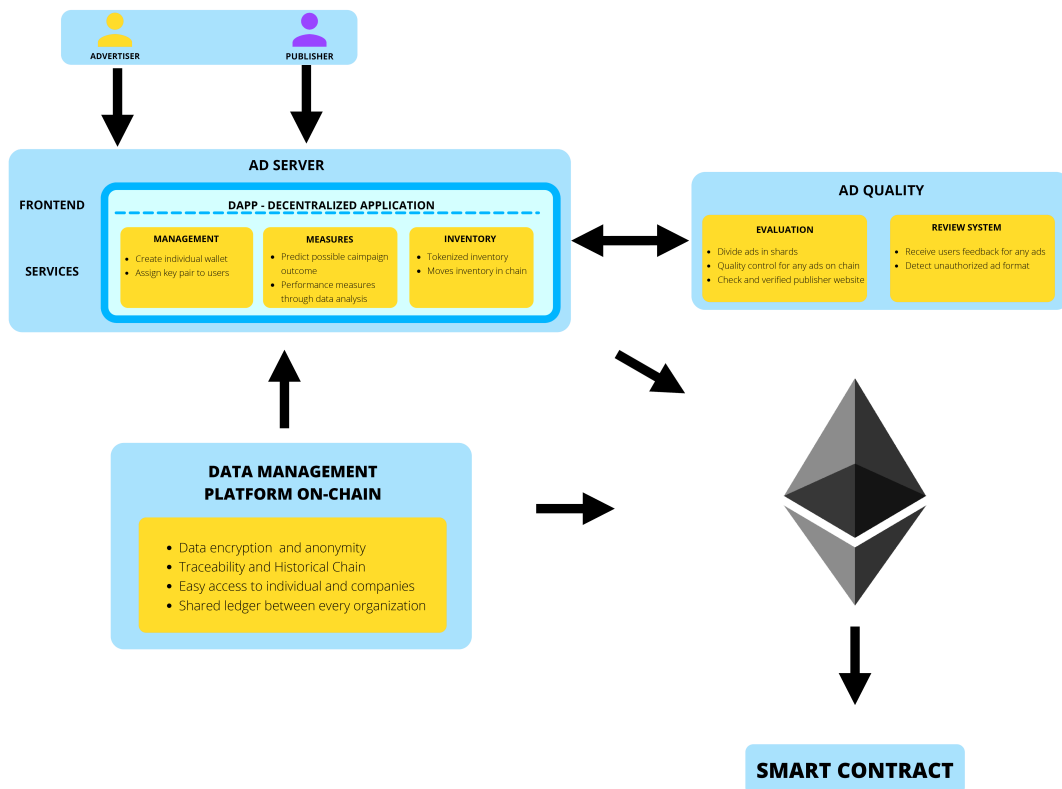 ADVERTISER
PUBLISHER
AD SERVER
FRONTEND
DAPP - DECENTRALIZED APPLICATION
SERVICES
MANAGEMENT
• Create individual wallet
• Assign key pair to users
MEASURES
• Predict possible caimpaign
outcome
• Performance measures
through data analysis
INVENTORY
• Tokenized inventory
• Moves inventory in chain
AD QUALITY
EVALUATION
• Divide ads in shards
• Quality control for any ads on chain
• Check and verified publisher website
REVIEW SYSTEM
• Receive users feedback for any ads
• Detect unauthorized ad format
DATA MANAGEMENT
PLATFORM ON-CHAIN
• Data encryption  and anonymity
• Traceability and Historical Chain
• Easy access to individual and companies
• Shared ledger between every organization
SMART CONTRACT